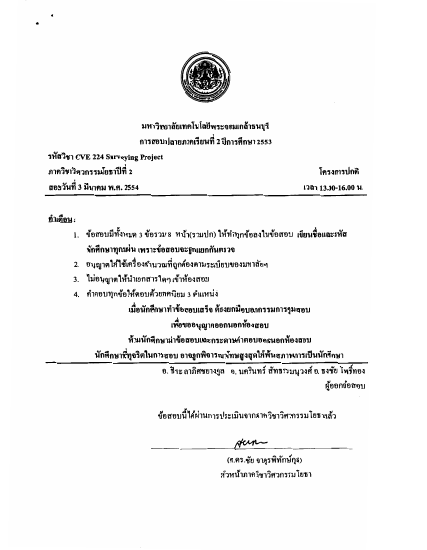 มหาวิทยาลัยเทคโนโลยีพระจอมเกล้าธนบุรี
การสอบปลายภาคเรียนที่ 2 ปีการศึกษา 2553
รหัสวิชา CVE 224 Surveying Project
ภาควิชาวิศวกรรมโยธาปีที่ 2 โครงการปกติ
สอบวันที่ 3 มีนาคม พ.ศ. 2554 เวลา 13.00-16.00 น.
คำเตือน:
1. ข้อสอบมีทั้งหมด 3 ข้อรวม 8 หน้า(รวมปก) ให้ทำทุกข้อลงในข้อสอบ เขียนชื่อและรหัส
นักศึกษาทุกแผ่น เพราะข้อสอบจะถูกแยกกันตรวจ
2. อนุญาตให้ใช้เครื่องคำนวณที่ถูกต้องตามระเบียบของมหาลัยฯ
3. ไม่อนุญาตให้นำเอกสารใดๆ เข้าห้องสอบ
4. คำตอบทุกข้อให้ตอบด้วยทศนิยม 3 ตำแหน่ง
เมื่อนักศึกษาทำข้อสอบเสร็จ ต้องยกมือบอกกรรมการคุมสอบ
เพื่อขออนุญาตออกนอกห้องสอบ
ห้ามนักศึกษานำข้อสอบและกระดาษคำตอบออกนอกห้องสอบ
นักศึกษาซึ่งทุจริตในการสอบ อาจถูกพิจารณาโทษสูงสุดให้พ้นสภาพการเป็นนักศึกษา
อ. ธีระ ลาภิศชยางกูล อ. นครินทร์ อ. ธงชัย โพธิ์ทอง
ผู้ออกข้อสอบ
ข้อสอบนี้ได้ผ่านการประเมินจากภาควิชาวิศวกรรมโยธาแล้ว
(ศ.ดร.ชัย จาตุรพิทักษ์กุล)
หัวหน้าภาควิชาวิศวกรรมโยธา